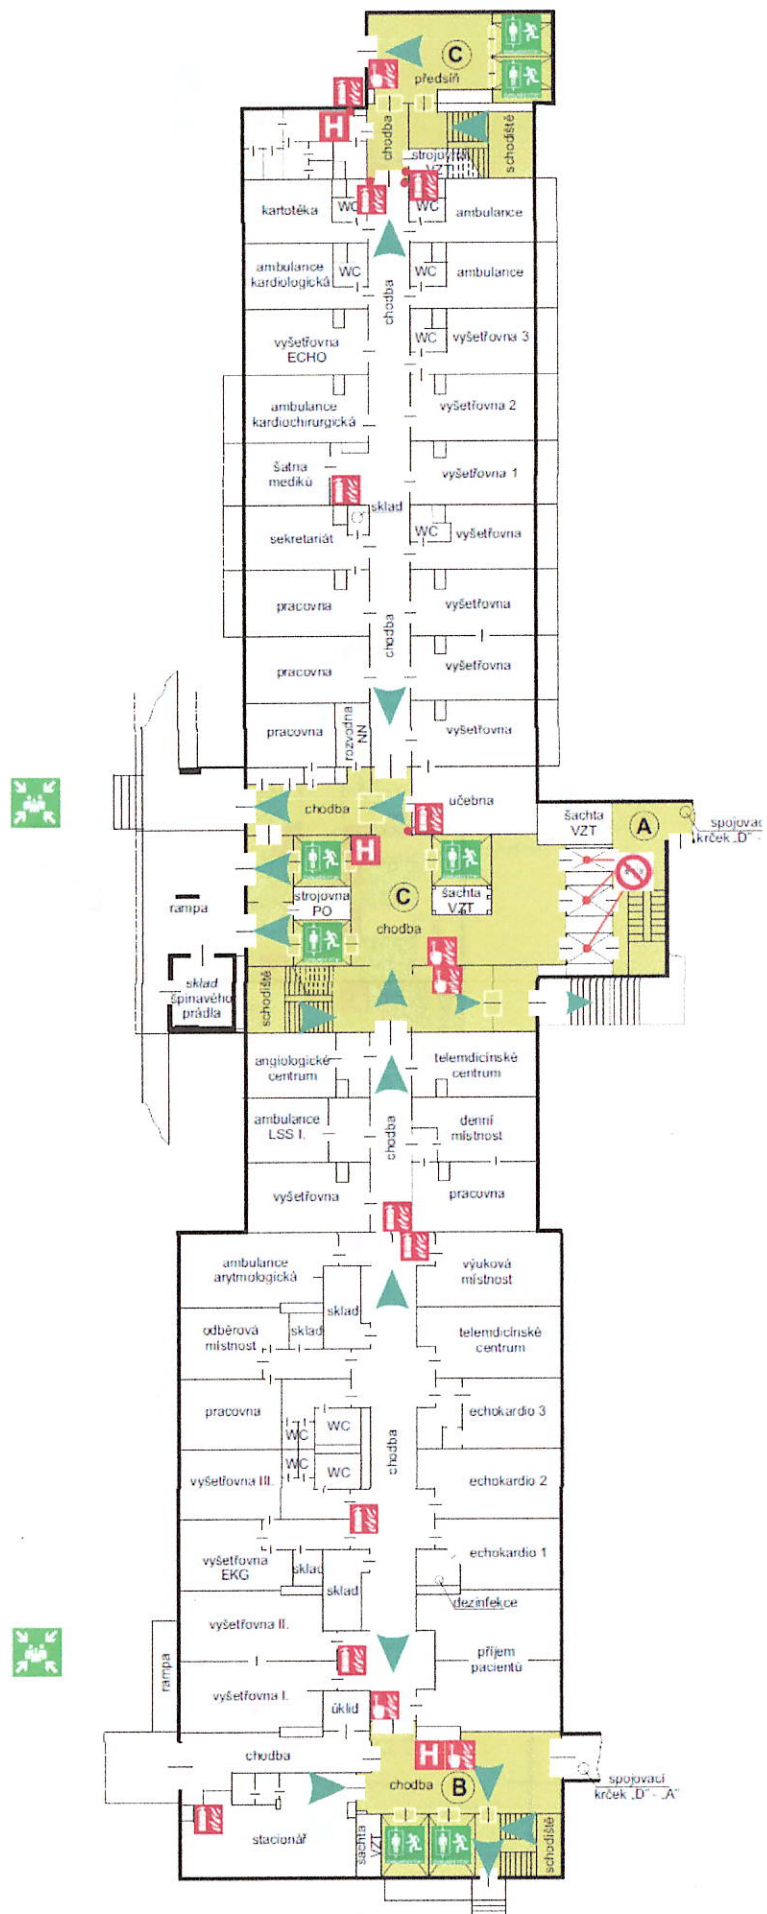 C
předsíň
H
chodba
strojovna
VZT
schodiště
kartotéka
WC
WC
ambulance
ambulance
kardiologická
WC
WC
ambulance
chodba
vyšetřovna
ECHO
WC
vyšetřovna 3
ambulance
kardiochirurgická
vyšetřovna 2
šatna
mediků
vyšetřovna 1
sklad
sekretariát
WC
vyšetřovna
pracovna
vyšetřovna
chodba
pracovna
vyšetřovna
pracovna
rozvodna
NN
vyšetřovna
chodba
učebna
šachta
VZT
A
spojovac
krček „D" -
H
strojovna
PO
šachta
VZT
C
chodba
rampa
sklad
špinavého
prádla
schodiště
angiologické
centrum
telemdicínské
centrum
ambulance
LSS I.
chodba
denní
místnost
vyšetřovna
pracovna
ambulance
arytmologická
výuková
místnost
sklad
odběrová
místnost
sklad
telemdicínské
centrum
pracovna
WC
WC
echokardio 3
chodba
vyšetřovna III.
WC
WC
echokardio 2
vyšetřovna
EKG
sklad
echokardio 1
sklad
dezinfekce
vyšetřovna II.
rampa
příjem
pacientů
vyšetřovna I.
úklid
chodba
H
chodba
B
spojovací
krček „D" - „A"
stacionář
šachta
VZT
schodiště